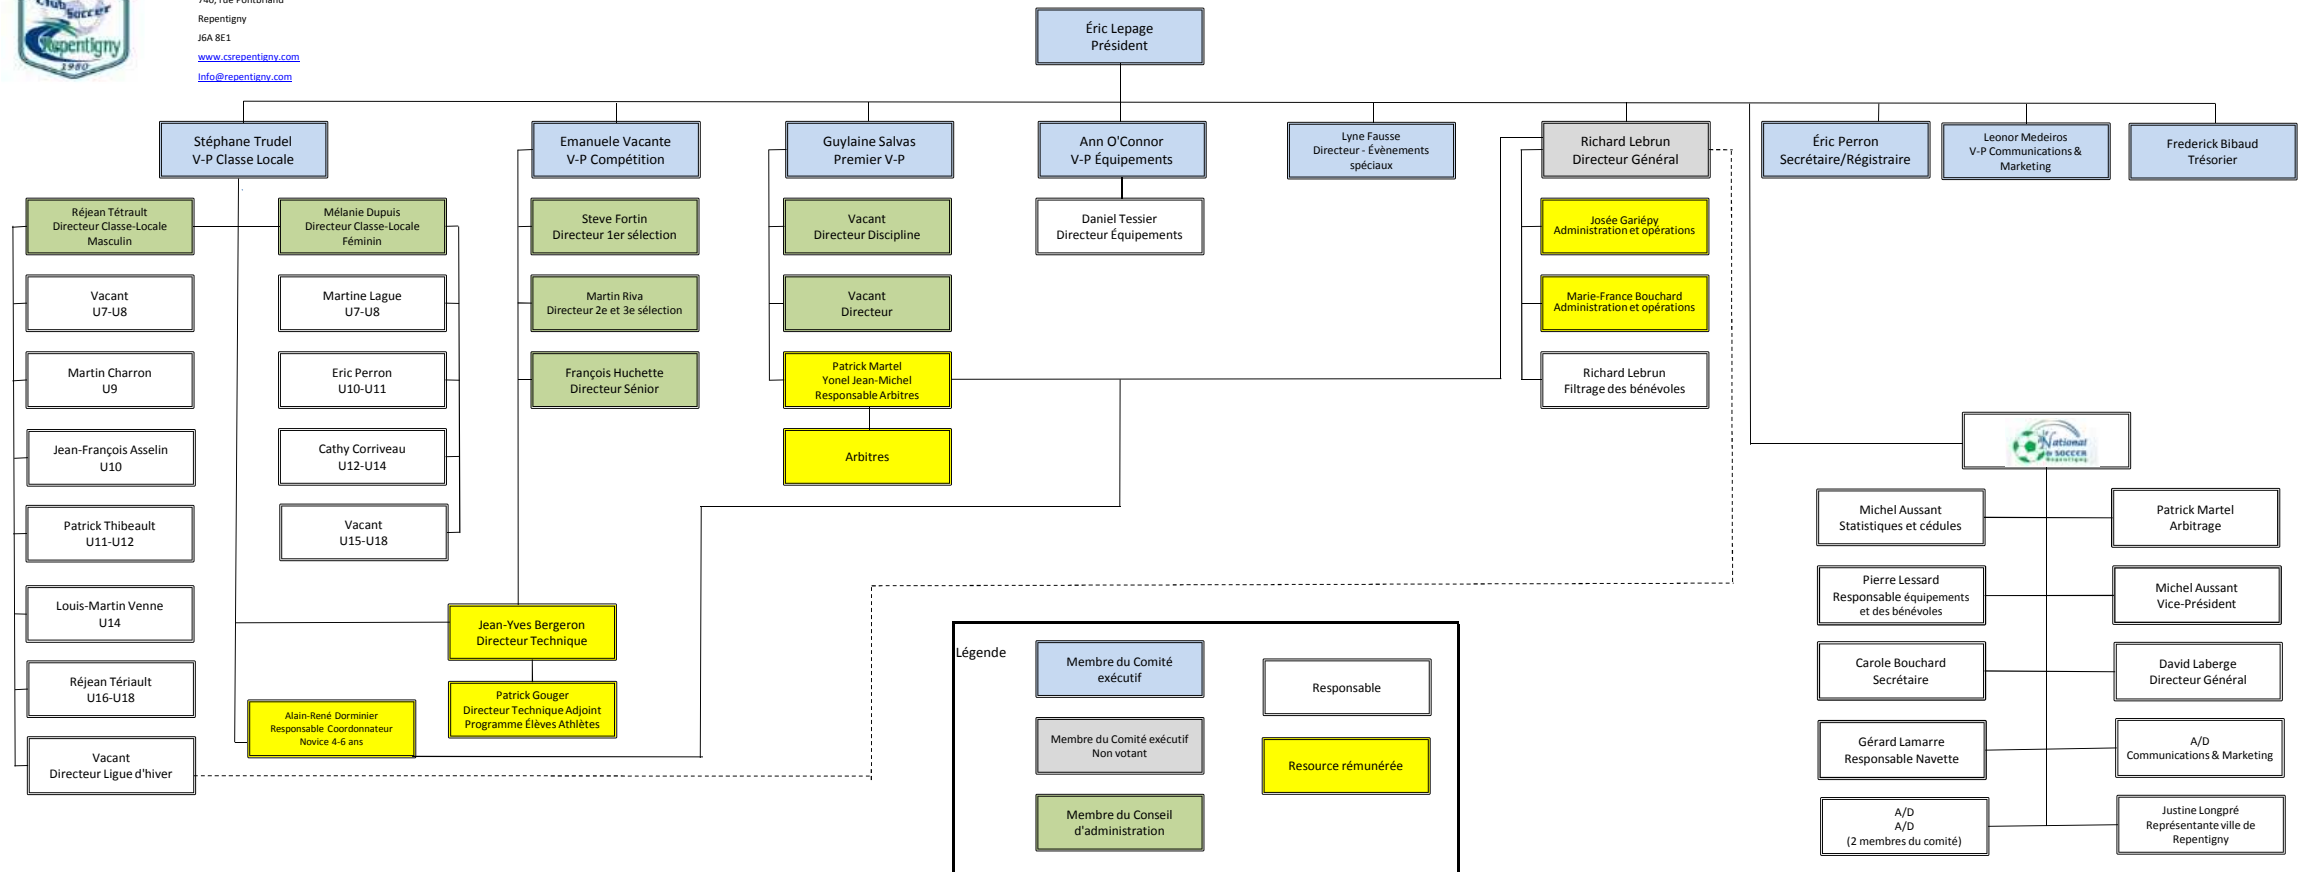 Club
Soccer
Repentigny
1980
740, rue Pontbriand
Repentigny
J6A 8E1
www.csrepentigny.com
Info@repentigny.com
Éric Lepage
Président
Stéphane Trudel
V-P Classe Locale
Emanuele Vacante
V-P Compétition
Guylaine Salvas
Premier V-P
Ann O'Connor
V-P Équipements
Lyne Fausse
Directeur - Évènements
spéciaux
Richard Lebrun
Directeur Général
Éric Perron
Secrétaire/Régistraire
Leonor Medeiros
V-P Communications &
Marketing
Frederick Bibaud
Trésorier
Réjean Tétrault
Directeur Classe-Locale
Masculin
Mélanie Dupuis
Directeur Classe-Locale
Féminin
Steve Fortin
Directeur 1er sélection
Vacant
Directeur Discipline
Daniel Tessier
Directeur Équipements
Josée Gariépy
Administration et opérations
Vacant
U7-U8
Martine Lague
U7-U8
Martin Riva
Directeur 2e et 3e sélection
Vacant
Directeur
Marie-France Bouchard
Administration et opérations
Martin Charron
U9
Eric Perron
U10-U11
François Huchette
Directeur Sénior
Patrick Martel
Yonel Jean-Michel
Responsable Arbitres
Richard Lebrun
Filtrage des bénévoles
Jean-François Asselin
U10
Cathy Corriveau
U12-U14
Arbitres
le
National
de SOCCER
Repentigny
Patrick Thibeault
U11-U12
Vacant
U15-U18
Michel Aussant
Statistiques et cédules
Patrick Martel
Arbitrage
Louis-Martin Venne
U14
Jean-Yves Bergeron
Directeur Technique
Pierre Lessard
Responsable équipements
et des bénévoles
Michel Aussant
Vice-Président
Réjean Tériault
U16-U18
Patrick Gouger
Directeur Technique Adjoint
Programme Élèves Athlètes
Carole Bouchard
Secrétaire
David Laberge
Directeur Général
Alain-René Dorminier
Responsable Coordonnateur
Novice 4-6 ans
Vacant
Directeur Ligue d'hiver
Gérard Lamarre
Responsable Navette
A/D
Communications & Marketing
A/D
A/D
(2 membres du comité)
Justine Longpré
Représentante ville de
Repentigny
Légende
Membre du Comité
exécutif
Responsable
Membre du Comité exécutif
Non votant
Resource rémunérée
Membre du Conseil
d'administration